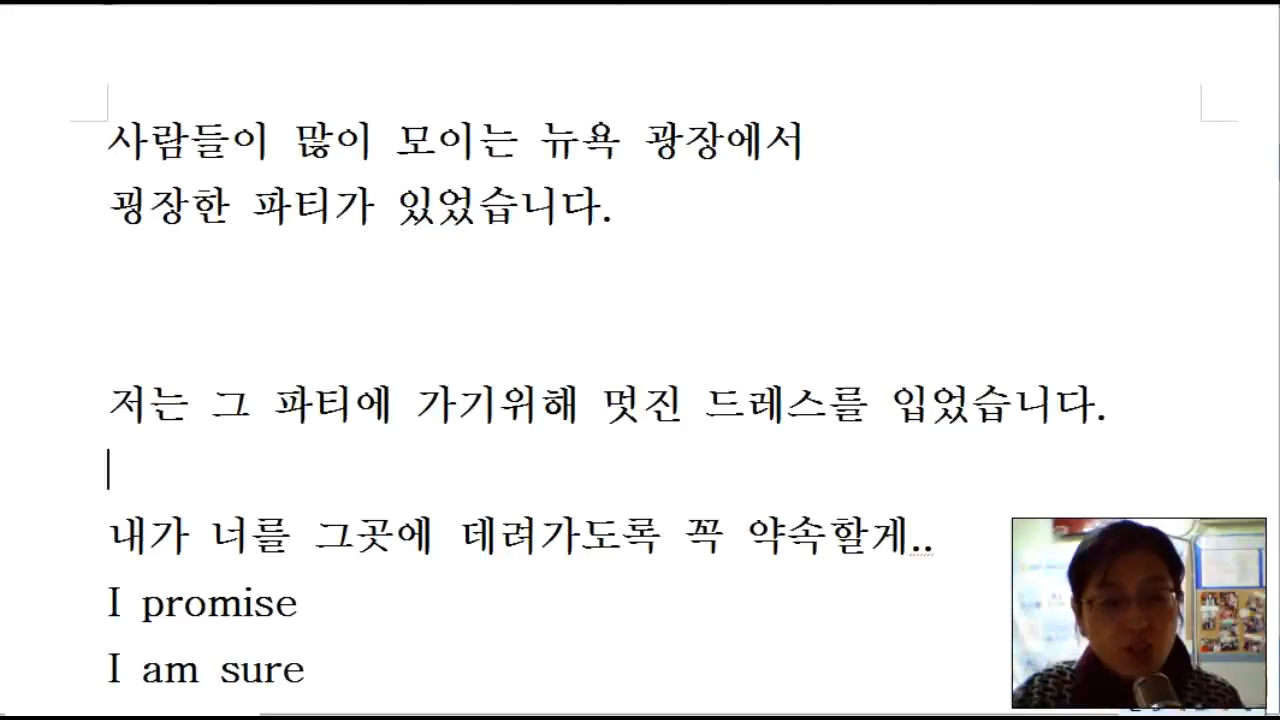 사람들이 많이 모이는 뉴욕 광장에서
굉장한 파티가 있었습니다.
저는 그 파티에 가기위해 멋진 드레스를 입었습니다.
내가 너를 그곳에 데려가도록 꼭 약속할게..
I promise
I am sure